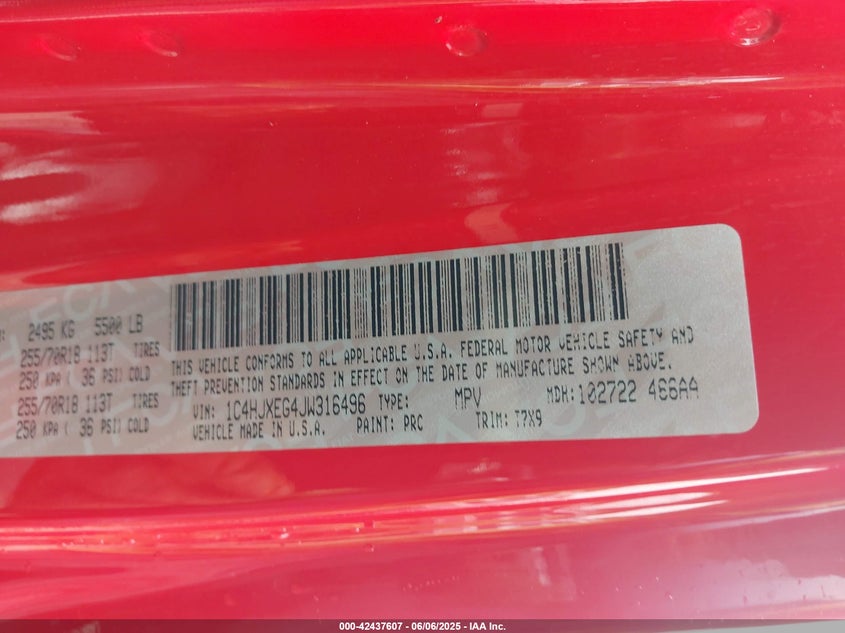 2495 KG 5500 LB
255/70R18 113T TIRES
250 KPA ( 36 PSI) COLD
255/70R18 113T TIRES
250 KPA ( 36 PSI) COLD
THIS VEHICLE CONFORMS TO ALL APPLICABLE U.S.A. FEDERAL MOTOR VEHICLE SAFETY AND
THEFT PREVENTION STANDARDS IN EFFECT ON THE DATE OF MANUFACTURE SHOWN ABOVE.
VIN: 1C4HJXEG4JW316496 TYPE: MPV MDH:102722 466AA
VEHICLE MADE IN U.S.A. PAINT: PRC TRIM: T7X9
000-42437607 - 06/06/2025 - IAA Inc.